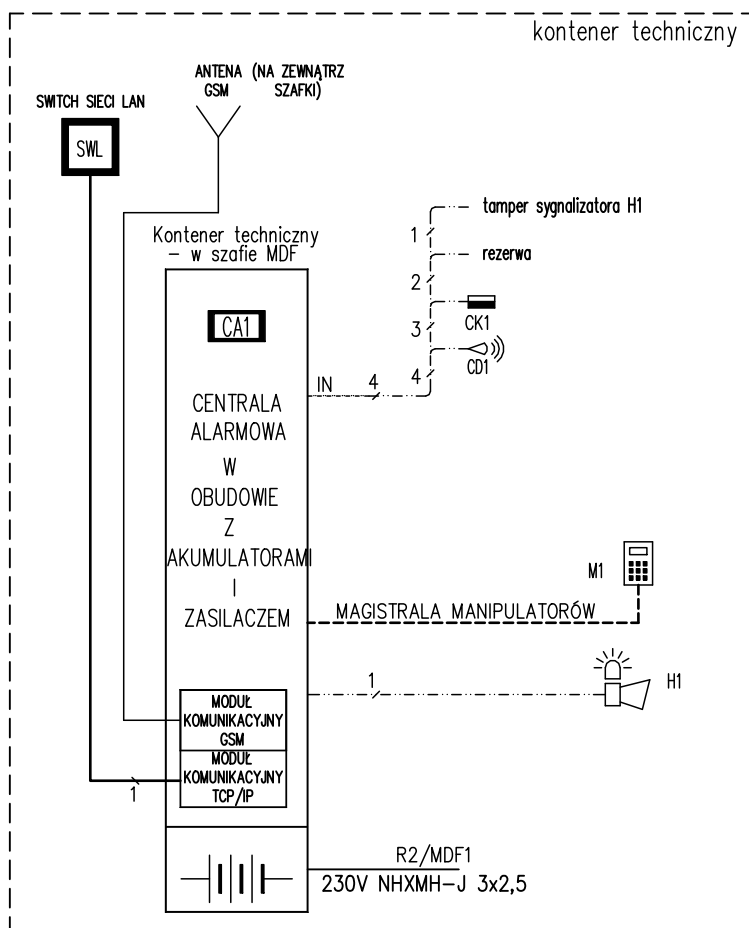 kontener techniczny
ANTENA (NA ZEWNĄTRZ
GSM SZAFKI)
SWITCH SIECI LAN
SWL
tamper sygnalizatora H1
1
Kontener techniczny
– w szafie MDF
rezerwa
2
CA1
3
CK1
CD1
4
IN 4
CENTRALA
ALARMOWA
W
OBUDOWIE
Z
AKUMULATORAMI
I
ZASILACZEM
M1
MAGISTRALA MANIPULATORÓW
1
H1
MODUŁ
KOMUNIKACYJNY
GSM
MODUŁ
KOMUNIKACYJNY
TCP/IP
1
R2/MDF1
230V NHXMH–J 3x2,5